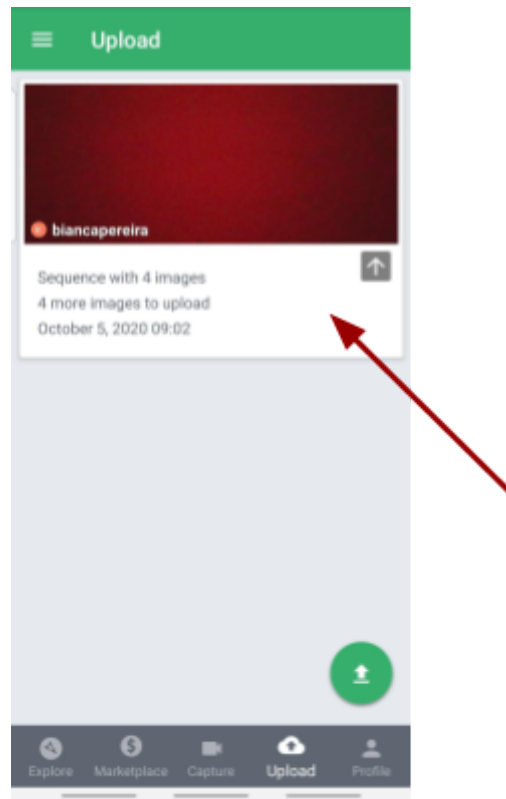 Upload
biancapereira
Sequence with 4 images
4 more images to upload
October 5, 2020 09:02
Explore Marketplace Capture Upload Profile